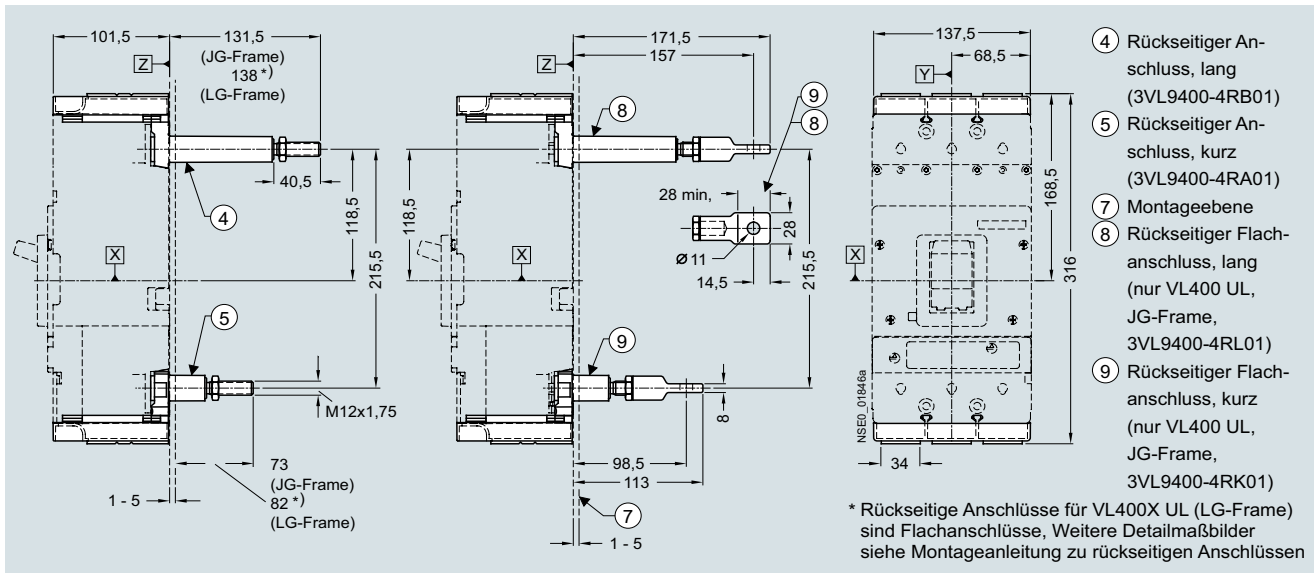 101,5
131,5
(JG-Frame)
138 *)
(LG-Frame)
Z
4
40,5
118,5
215,5
X
5
M12x1,75
73
(JG-Frame)
82 *)
(LG-Frame)
1 - 5
171,5
157
Z
8
9
8
28 min,
28
Ø 11
14,5
118,5
215,5
X
9
8
98,5
113
7
1 - 5
137,5
68,5
Y
168,5
316
X
NSE0_01846a
34
4 Rückseitiger An-
schluss, lang
(3VL9400-4RB01)
5 Rückseitiger An-
schluss, kurz
(3VL9400-4RA01)
7 Montageebene
8 Rückseitiger Flach-
anschluss, lang
(nur VL400 UL,
JG-Frame,
3VL9400-4RL01)
9 Rückseitiger Flach-
anschluss, kurz
(nur VL400 UL,
JG-Frame,
3VL9400-4RK01)
* Rückseitige Anschlüsse für VL400X UL (LG-Frame)
sind Flachanschlüsse, Weitere Detailmaßbilder
siehe Montageanleitung zu rückseitigen Anschlüssen